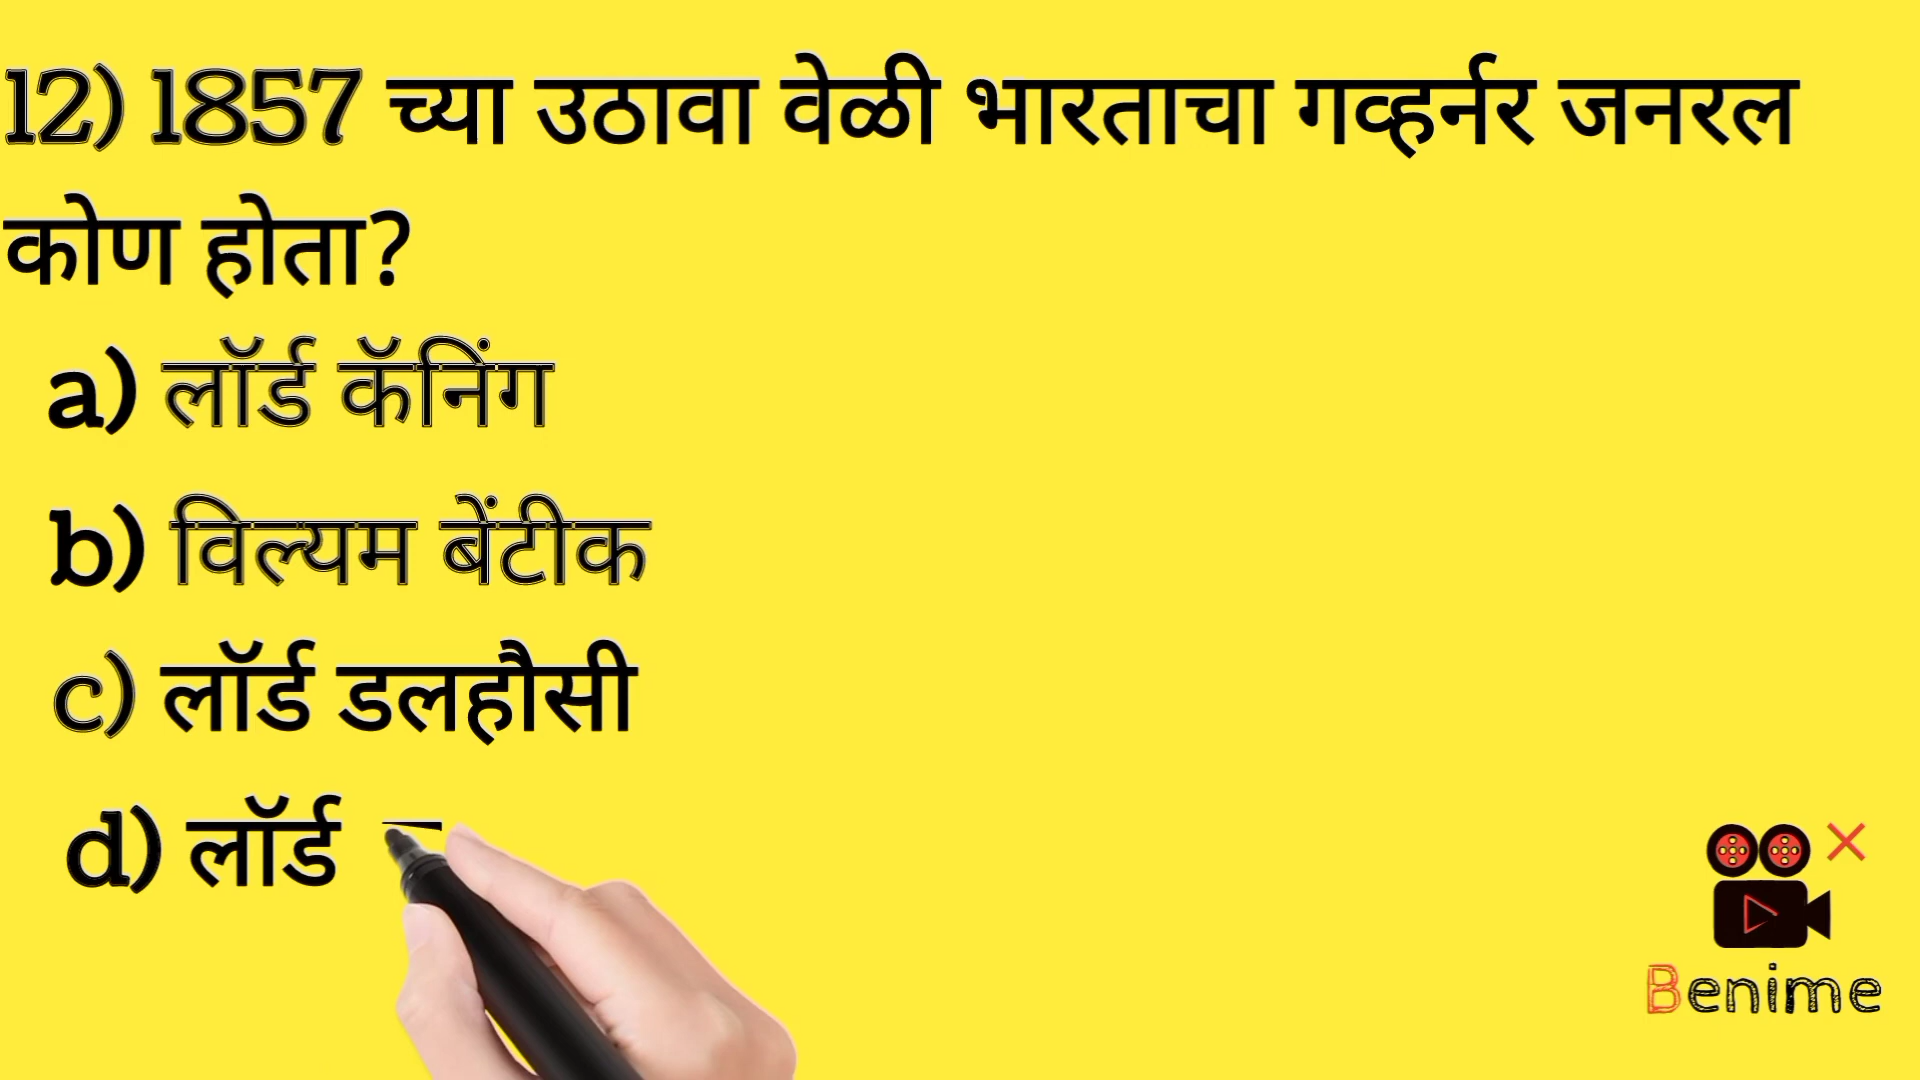 12) 1857 च्या उठावा वेळी भारताचा गव्हर्नर जनरल
कोण होता?
a) लॉर्ड कॅनिंग
b) विल्यम बेंटीक
c) लॉर्ड डलहौसी
d) लॉर्ड
Benime